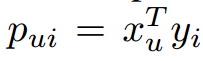 p_{ui} = x_u^T y_i